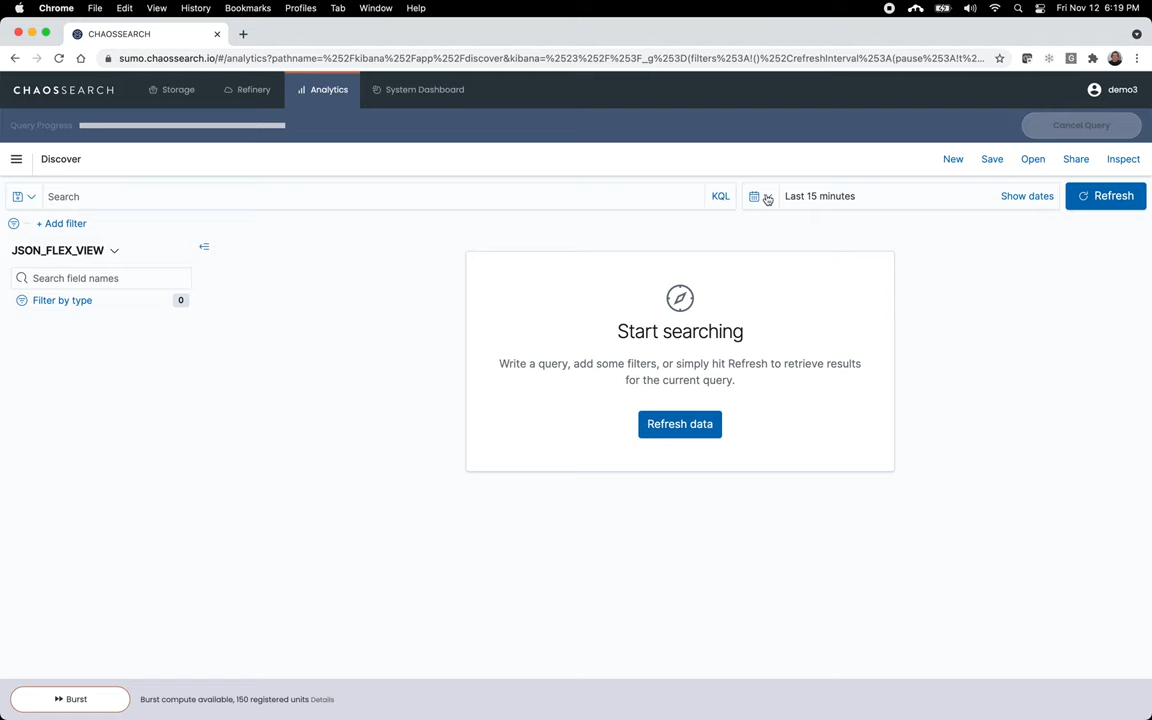 Chrome File Edit View History Bookmarks Profiles Tab Window Help Fri Nov 12 6:19 PM
CHAOSSEARCH
sumo.chaossearch.io/#/analytics?pathname=%252Fkibana%252Fapp%252Fdiscover&kibana=%2523%252F%253F_g%253D(filters%253A!()%252CrefreshInterval%253A(pause%253A!t%2...
CHAOSSEARCH Storage Refinery Analytics System Dashboard demo3
Query Progress Cancel Query
Discover New Save Open Share Inspect
Search KQL Last 15 minutes Show dates Refresh
+ Add filter
JSON_FLEX_VIEW
Search field names
Filter by type 0
Start searching
Write a query, add some filters, or simply hit Refresh to retrieve results
for the current query.
Refresh data
Burst Burst compute available, 150 registered units Details